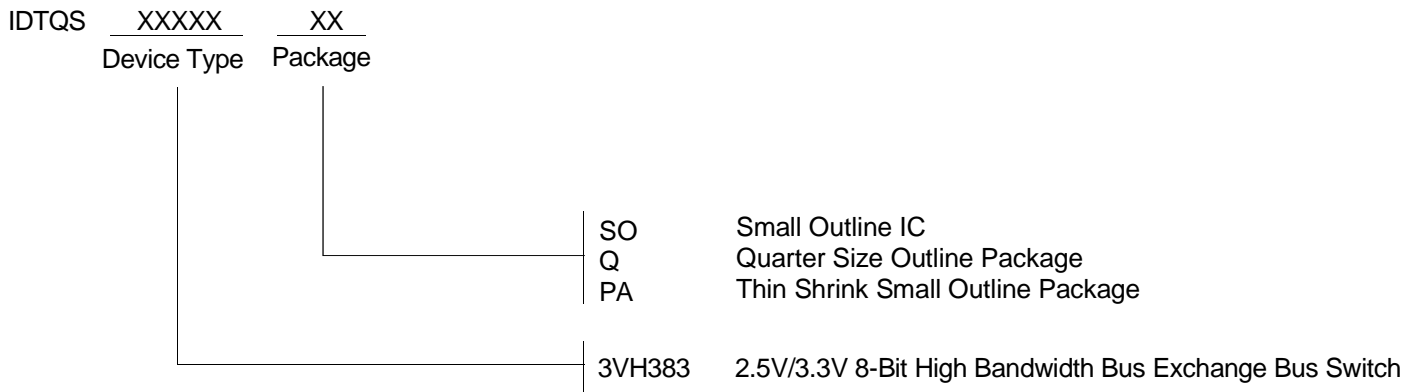 IDTQS XXXXX XX
Device Type Package
SO Small Outline IC
Q Quarter Size Outline Package
PA Thin Shrink Small Outline Package
3VH383 2.5V/3.3V 8-Bit High Bandwidth Bus Exchange Bus Switch